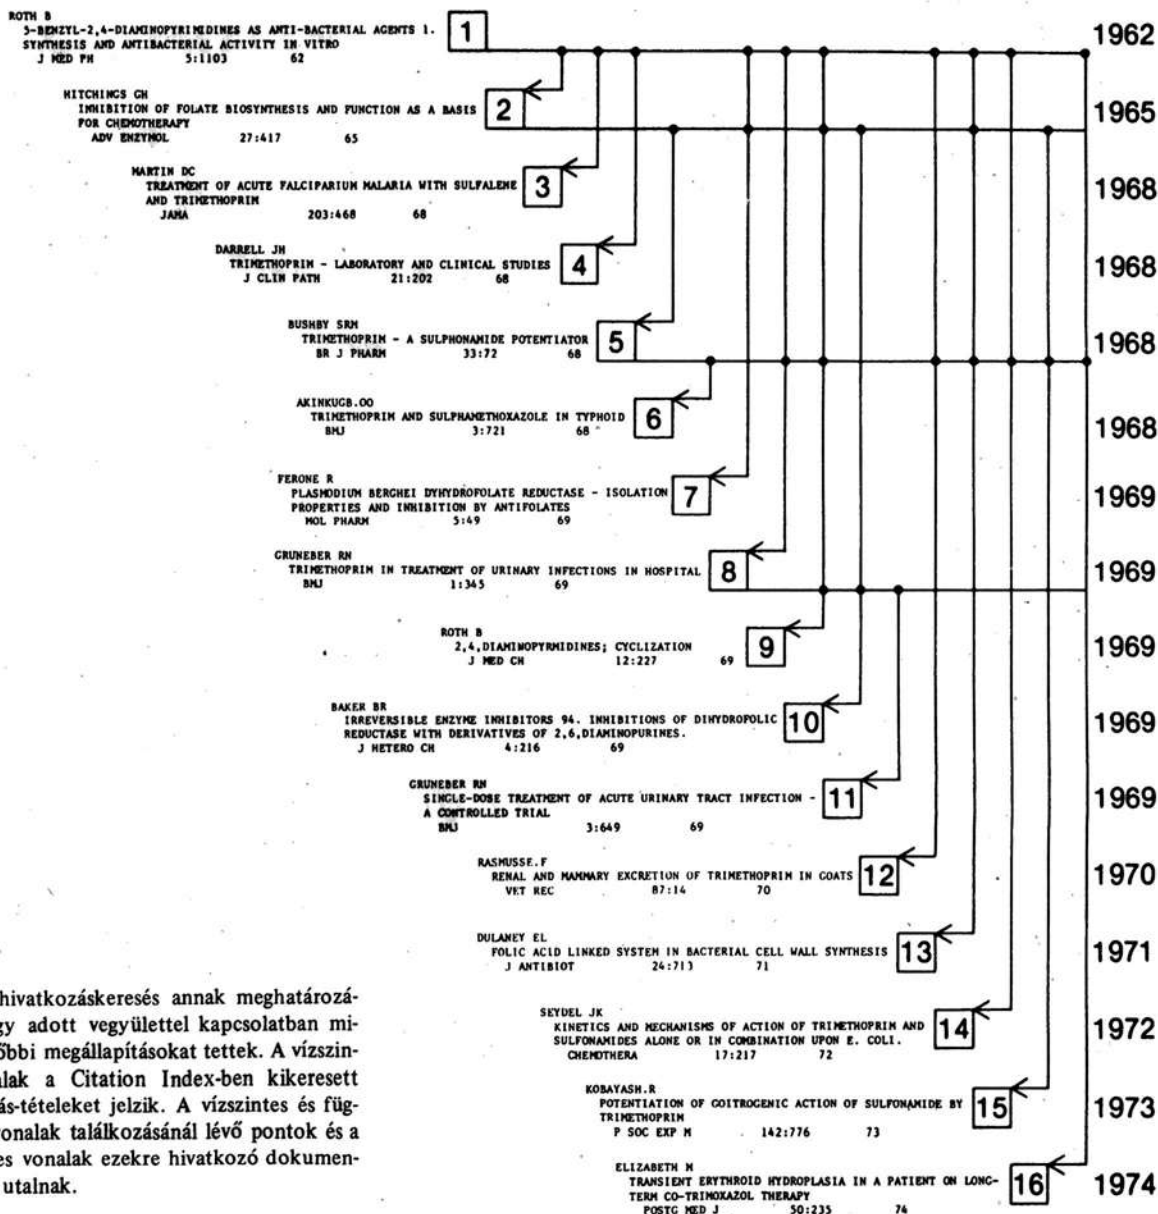 ROTH B
5-BENZYL-2,4-DIAMINOPYRIMIDINES AS ANTI-BACTERIAL AGENTS 1.
SYNTHESIS AND ANTIBACTERIAL ACTIVITY IN VITRO
J MED PH 5:1103 62
1
1962
HITCHINGS GH
INHIBITION OF FOLATE BIOSYNTHESIS AND FUNCTION AS A BASIS
FOR CHEMOTHERAPY
ADV ENZYMOL 27:417 65
2
1965
MARTIN DC
TREATMENT OF ACUTE FALCIPARIUM MALARIA WITH SULFALENE
AND TRIMETHOPRIM
JAMA 203:468 68
3
1968
DARRELL JH
TRIMETHOPRIM - LABORATORY AND CLINICAL STUDIES
J CLIN PATH 21:202 68
4
1968
BUSHBY SRM
TRIMETHOPRIM - A SULPHONAMIDE POTENTIATOR
BR J PHARM 33:72 68
5
1968
AKINKUGB.OO
TRIMETHOPRIM AND SULPHAMETHOXAZOLE IN TYPHOID
BMJ 3:721 68
6
1968
FERONE R
PLASMODIUM BERGHEI DYHYDROFOLATE REDUCTASE - ISOLATION
PROPERTIES AND INHIBITION BY ANTIFOLATES
MOL PHARM 5:49 69
7
1969
GRUNEBER RN
TRIMETHOPRIM IN TREATMENT OF URINARY INFECTIONS IN HOSPITAL
BMJ 1:345 69
8
1969
ROTH B
2,4,DIAMINOPYRMIDINES; CYCLIZATION
J MED CH 12:227 69
9
1969
BAKER BR
IRREVERSIBLE ENZYME INHIBITORS 94. INHIBITIONS OF DIHYDROFOLIC
REDUCTASE WITH DERIVATIVES OF 2,6,DIAMINOPURINES.
J HETERO CH 4:216 69
10
1969
GRUNEBER RN
SINGLE-DOSE TREATMENT OF ACUTE URINARY TRACT INFECTION -
A CONTROLLED TRIAL
BMJ 3:649 69
11
1969
RASMUSSE.F
RENAL AND MAMMARY EXCRETION OF TRIMETHOPRIM IN GOATS
VET REC 87:14 70
12
1970
DULANEY EL
FOLIC ACID LINKED SYSTEM IN BACTERIAL CELL WALL SYNTHESIS
J ANTIBIOT 24:713 71
13
1971
SEYDEL JK
KINETICS AND MECHANISMS OF ACTION OF TRIMETHOPRIM AND
SULFONAMIDES ALONE OR IN COMBINATION UPON E. COLI.
CHEMOTHERA 17:217 72
14
1972
KOBAYASH.R
POTENTIATION OF GOITROGENIC ACTION OF SULFONAMIDE BY
TRIMETHOPRIM
P SOC EXP M 142:776 73
15
1973
ELIZABETH M
TRANSIENT ERYTHROID HYDROPLASIA IN A PATIENT ON LONG-
TERM CO-TRIMOXAZOL THERAPY
POSTG MED J 50:235 74
16
1974
hivatkozáskeresés annak meghatározá-
gy adott vegyülettel kapcsolatban mi-
őbbi megállapításokat tettek. A vízszin-
alak a Citation Index-ben kikeresett
ás-tételeket jelzik. A vízszintes és füg-
onalak találkozásánál lévő pontok és a
es vonalak ezekre hivatkozó dokumen-
utalnak.